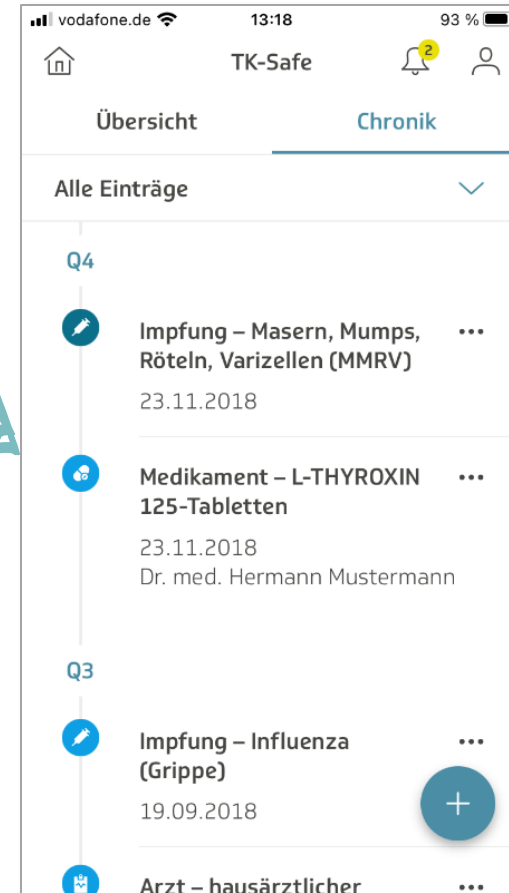 vodafone.de 13:18 93 %
TK-Safe 2
Übersicht Chronik
Alle Einträge
Q4
Impfung – Masern, Mumps,
Röteln, Varizellen (MMRV)
23.11.2018
Medikament – L-THYROXIN
125-Tabletten
23.11.2018
Dr. med. Hermann Mustermann
Q3
Impfung – Influenza
(Grippe)
19.09.2018
Arzt – hausärztlicher